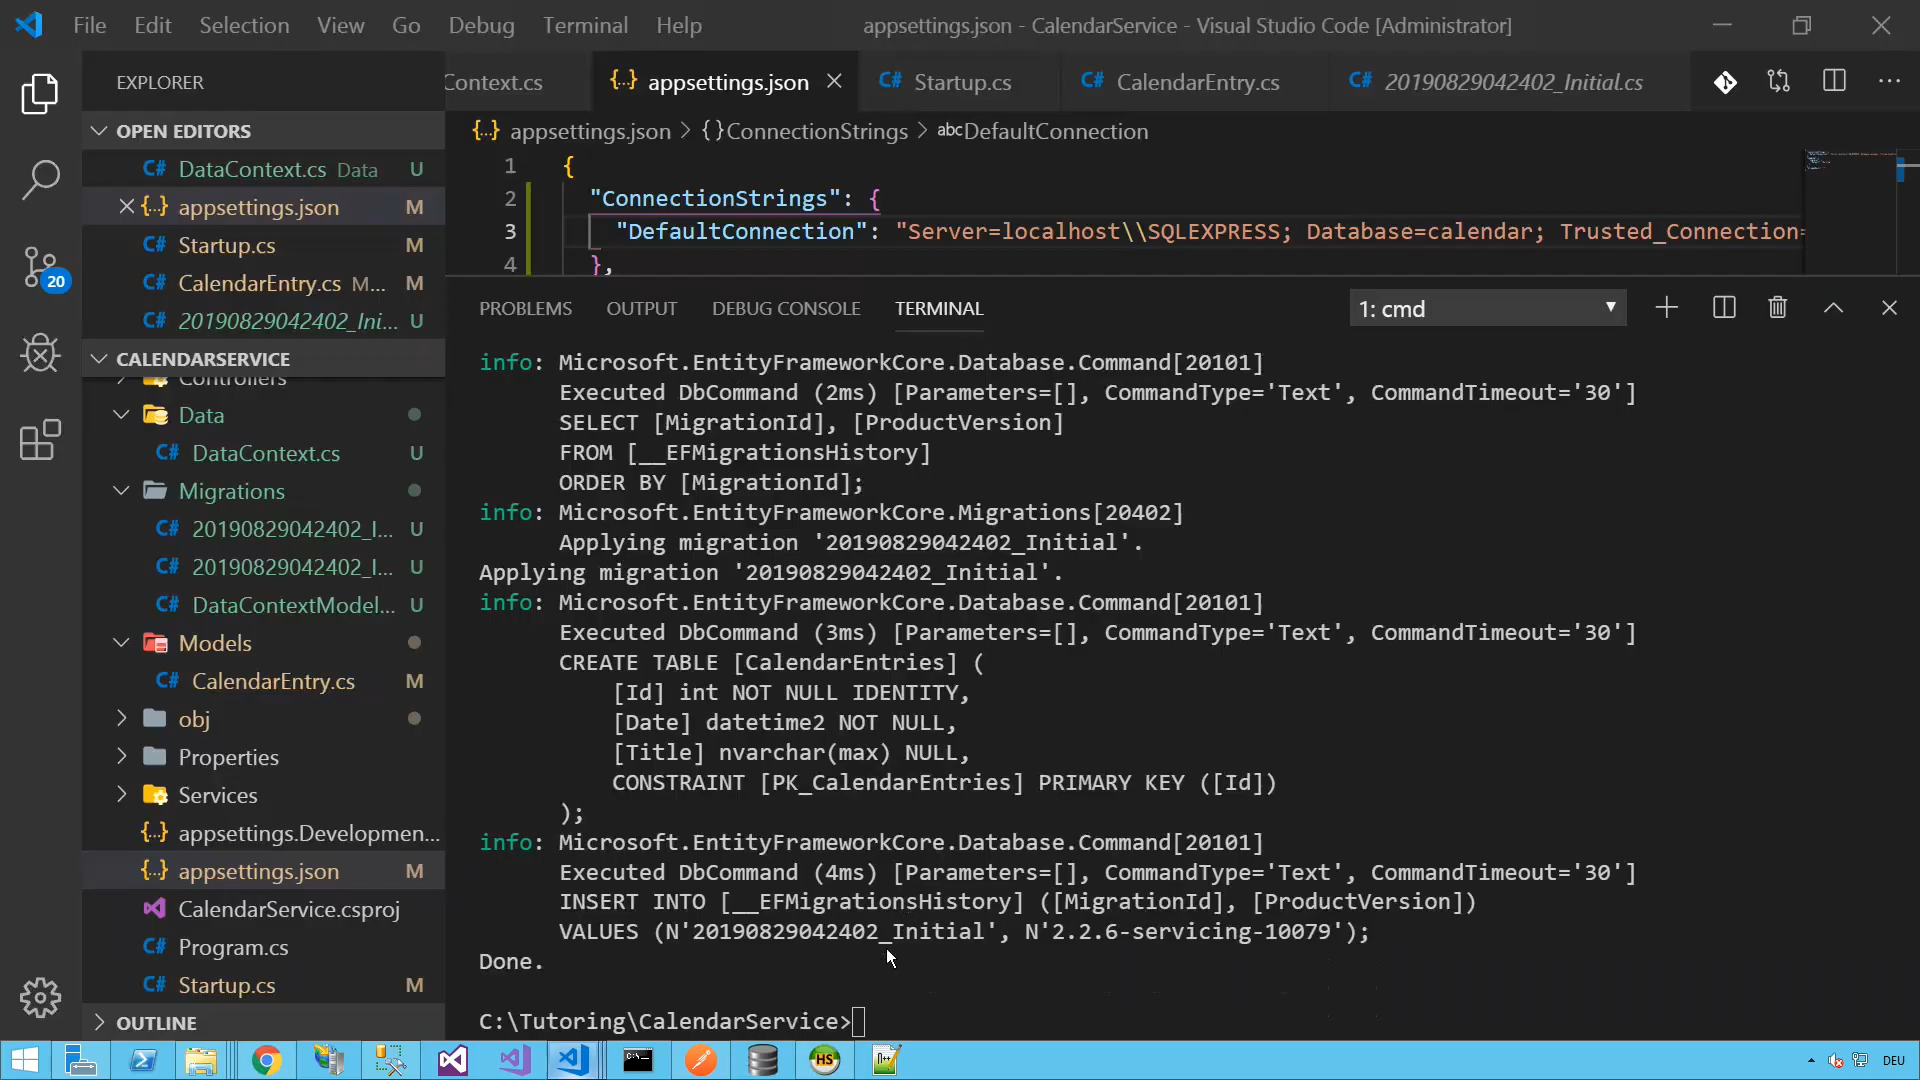 File Edit Selection View Go Debug Terminal Help
appsettings.json - CalendarService - Visual Studio Code [Administrator]
EXPLORER
Context.cs
{..} appsettings.json
C# Startup.cs
C# CalendarEntry.cs
C# 20190829042402_Initial.cs
OPEN EDITORS
C# DataContext.cs Data U
{..} appsettings.json M
C# Startup.cs M
C# CalendarEntry.cs M... M
C# 20190829042402_Ini... U
CALENDARSERVICE
Controllers
Data
C# DataContext.cs U
Migrations
C# 20190829042402_I... U
C# 20190829042402_I... U
C# DataContextModel... U
Models
C# CalendarEntry.cs M
obj
Properties
Services
{..} appsettings.Developmen...
{..} appsettings.json M
CalendarService.csproj
C# Program.cs
C# Startup.cs M
OUTLINE
20
{..} appsettings.json > {} ConnectionStrings > abc DefaultConnection
1 {
2 "ConnectionStrings": {
3 "DefaultConnection": "Server=localhost\\SQLEXPRESS; Database=calendar; Trusted_Connection=
4 },
PROBLEMS OUTPUT DEBUG CONSOLE TERMINAL
1: cmd
info: Microsoft.EntityFrameworkCore.Database.Command[20101]
Executed DbCommand (2ms) [Parameters=[], CommandType='Text', CommandTimeout='30']
SELECT [MigrationId], [ProductVersion]
FROM [__EFMigrationsHistory]
ORDER BY [MigrationId];
info: Microsoft.EntityFrameworkCore.Migrations[20402]
Applying migration '20190829042402_Initial'.
Applying migration '20190829042402_Initial'.
info: Microsoft.EntityFrameworkCore.Database.Command[20101]
Executed DbCommand (3ms) [Parameters=[], CommandType='Text', CommandTimeout='30']
CREATE TABLE [CalendarEntries] (
[Id] int NOT NULL IDENTITY,
[Date] datetime2 NOT NULL,
[Title] nvarchar(max) NULL,
CONSTRAINT [PK_CalendarEntries] PRIMARY KEY ([Id])
);
info: Microsoft.EntityFrameworkCore.Database.Command[20101]
Executed DbCommand (4ms) [Parameters=[], CommandType='Text', CommandTimeout='30']
INSERT INTO [__EFMigrationsHistory] ([MigrationId], [ProductVersion])
VALUES (N'20190829042402_Initial', N'2.2.6-servicing-10079');
Done.
C:\Tutoring\CalendarService>
HS
DEU